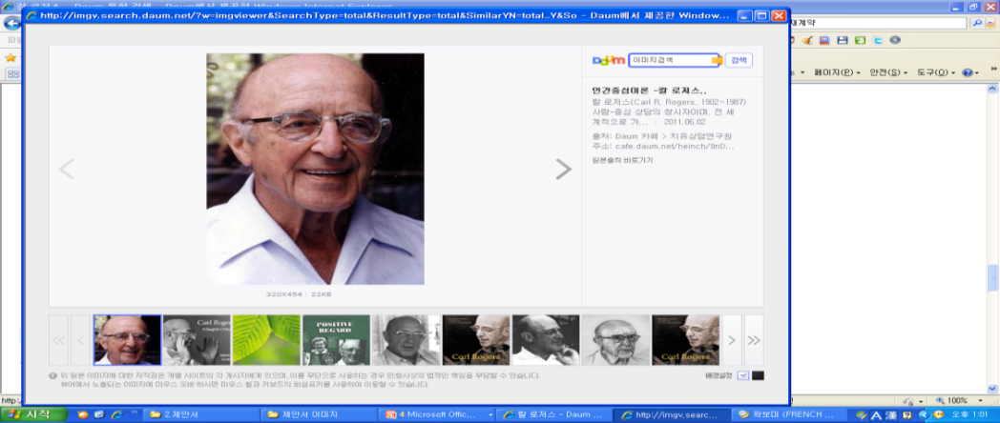 http://imgv.search.daum.net/?w=imgviewer&SearchType=total&ResultType=total&SimilarYN=total_Y&So - Daum에서 제공한 Window...
재계약
페이지(P)
안전(S)
도구(O)
Daum
이미지검색
검색
인간중심이론 -칼 로저스..
칼 로저스(Carl R. Rogers, 1902~1987)
사람-중심 상담의 창시자이며, 전 세
계적으로 가... | 2011.06.02
출처: Daum 카페 > 치유상담연구원
주소: cafe.daum.net/heinch/9nD...
원본출처 바로가기
320X454 | 22KB
Carl Rogers
POSITIVE
REGARD
Carl Rogers
Carl Rogers
위 원본 이미지에 대한 저작권은 개별 사이트의 각 게시자에게 있으며, 이를 무단으로 사용하는 경우 민형사상의 법적인 책임을 부담할 수 있습니다.
뷰어에서 노출되는 이미지에 마우스 오버 하시면 마우스 휠과 키보드의 화살표키를 사용하여 이동할 수 있습니다.
배경설정
http:
100%
시작
2.제안서
제안서 이미지
4 Microsoft Offic...
칼 로저스 - Daum ...
http://imgv.searc...
곽보미 (FRENCH ...
A 漢
오후 1:01